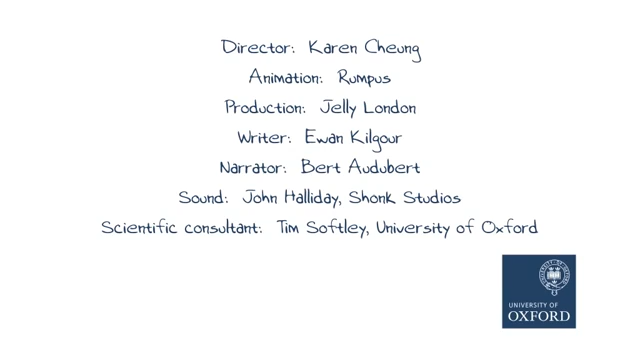 Director: Karen Cheung
Animation: Rumpus
Production: Jelly London
Writer: Ewan Kilgour
Narrator: Bert Audubert
Sound: John Halliday, Shonk Studios
Scientific consultant: Tim Softley, University of Oxford
UNIVERSITY OF
OXFORD